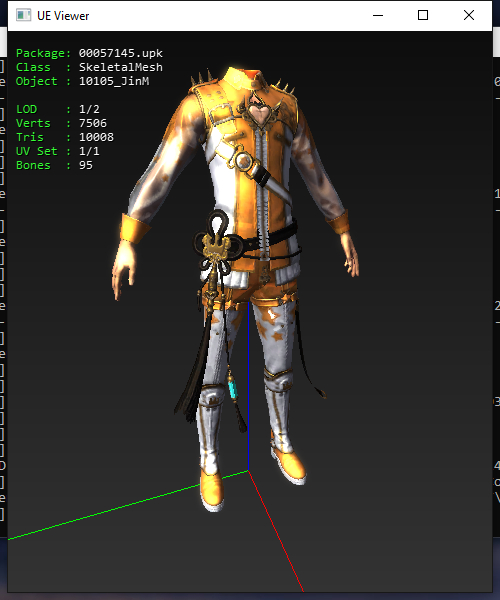 UE Viewer
Package: 00057145.upk
Class : SkeletalMesh
Object : 10105_JinM
LOD : 1/2
Verts : 7506
Tris : 10008
UV Set : 1/1
Bones : 95